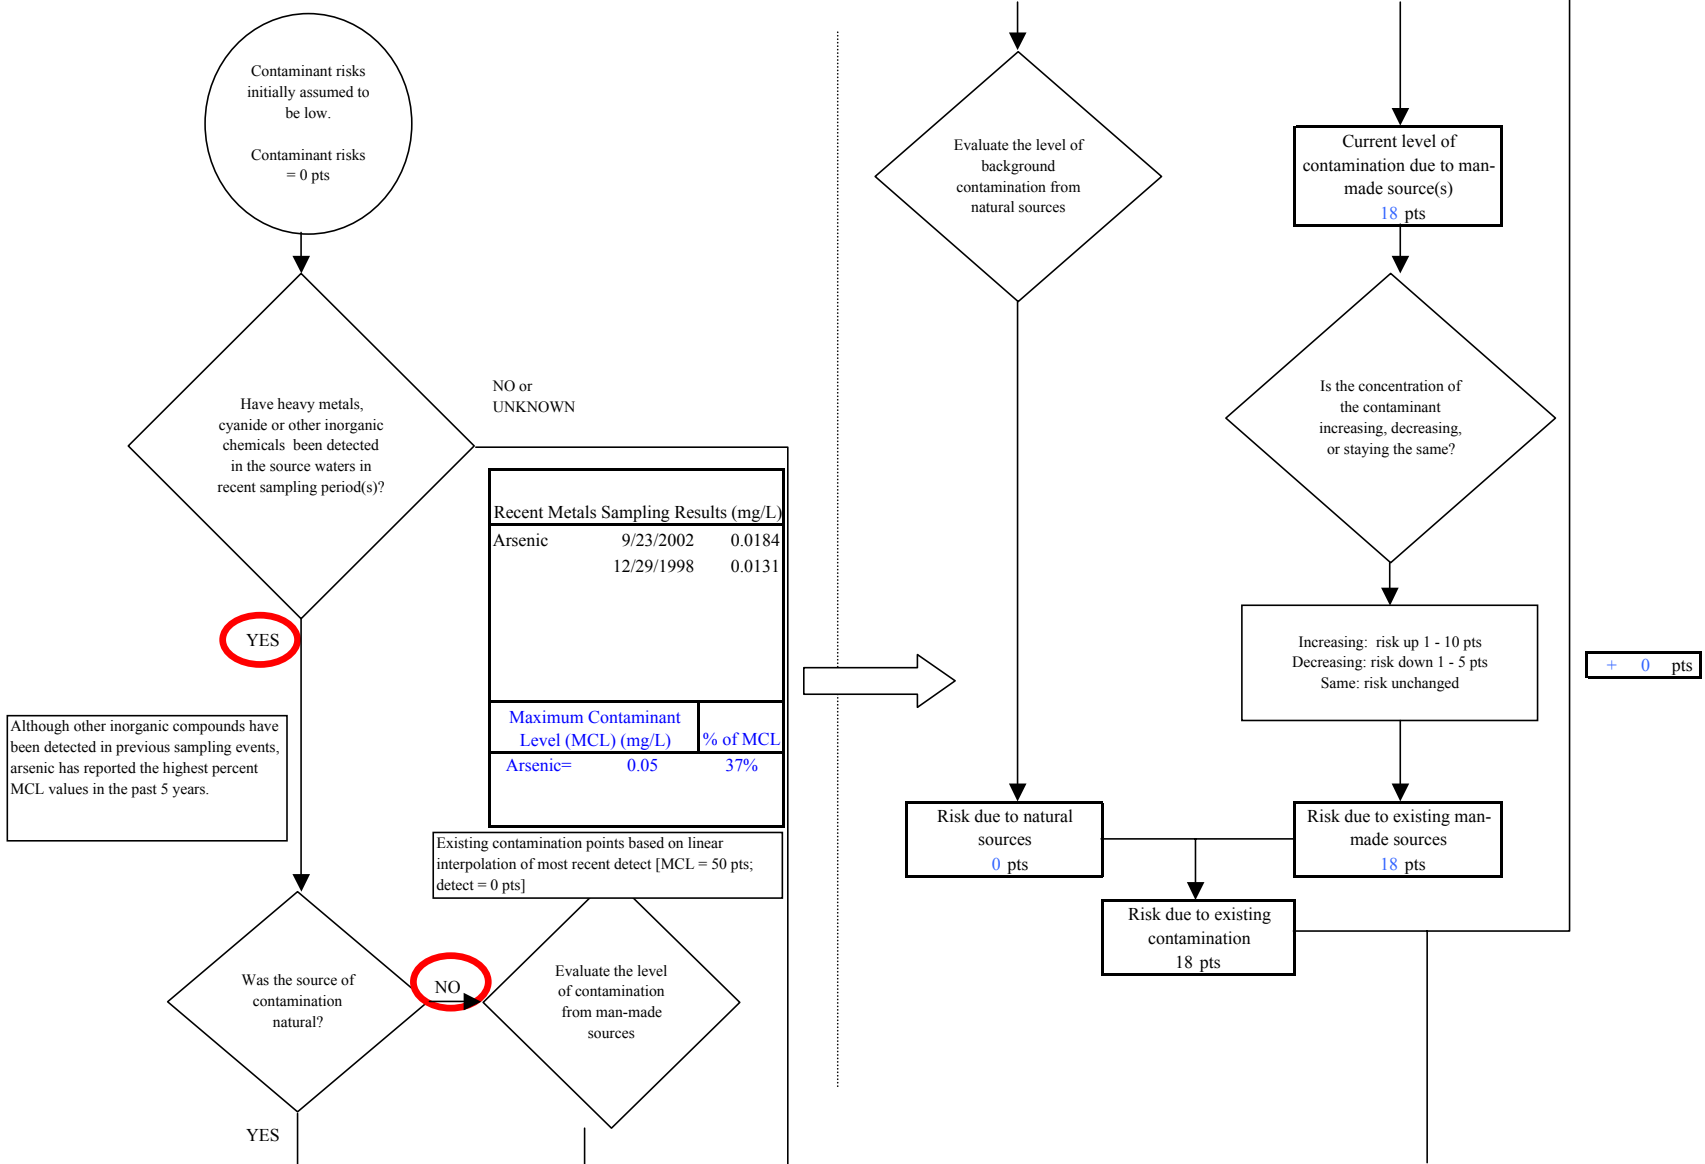 Contaminant risks
initially assumed to
be low.
Contaminant risks
= 0 pts
Have heavy metals,
cyanide or other inorganic
chemicals been detected
in the source waters in
recent sampling period(s)?
NO or
UNKNOWN
YES
Recent Metals Sampling Results (mg/L)
Arsenic 9/23/2002 0.0184
12/29/1998 0.0131
Maximum Contaminant
Level (MCL) (mg/L) % of MCL
Arsenic= 0.05 37%
Although other inorganic compounds have
been detected in previous sampling events,
arsenic has reported the highest percent
MCL values in the past 5 years.
Existing contamination points based on linear
interpolation of most recent detect [MCL = 50 pts;
detect = 0 pts]
Was the source of
contamination
natural?
NO
Evaluate the level
of contamination
from man-made
sources
YES
Evaluate the level of
background
contamination from
natural sources
Current level of
contamination due to man-
made source(s)
18 pts
Is the concentration of
the contaminant
increasing, decreasing,
or staying the same?
Increasing: risk up 1 - 10 pts
Decreasing: risk down 1 - 5 pts
Same: risk unchanged
+ 0 pts
Risk due to natural
sources
0 pts
Risk due to existing man-
made sources
18 pts
Risk due to existing
contamination
18 pts